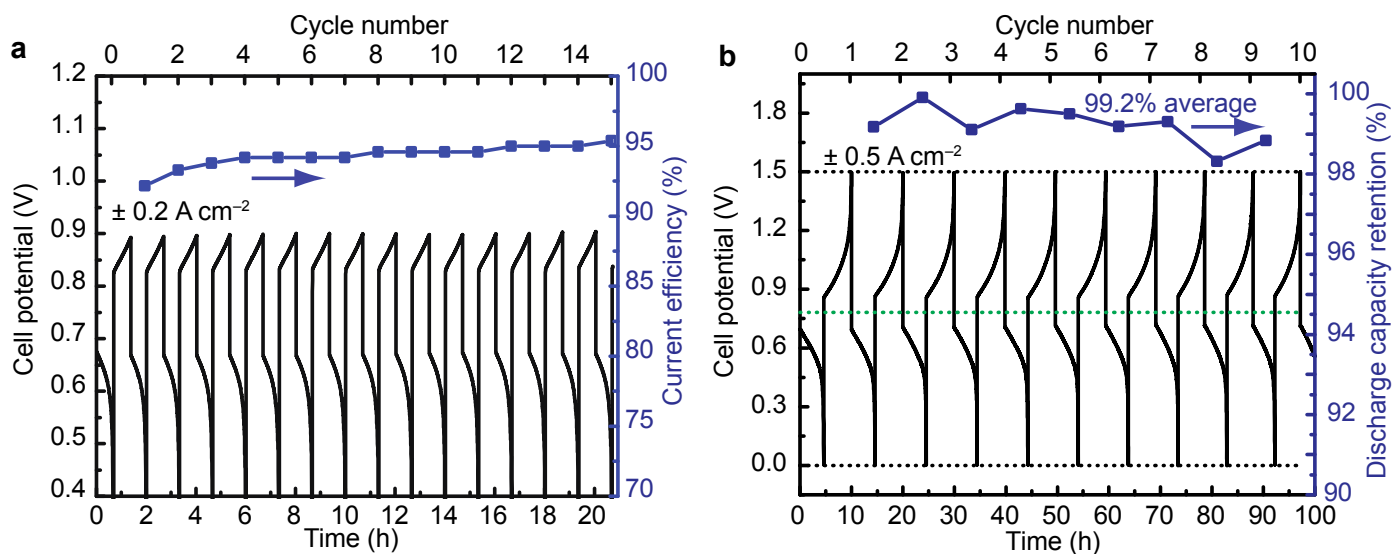 a
Cycle number
0 2 4 6 8 10 12 14
1.2
1.1
1.0
0.9
0.8
0.7
0.6
0.5
0.4
Cell potential (V)
± 0.2 A cm⁻²
100
95
90
85
80
75
70
Current efficiency (%)
0 2 4 6 8 10 12 14 16 18 20
Time (h)
b
Cycle number
0 1 2 3 4 5 6 7 8 9 10
1.8
1.5
1.2
0.9
0.6
0.3
0.0
Cell potential (V)
99.2% average
± 0.5 A cm⁻²
100
98
96
94
92
90
Discharge capacity retention (%)
0 10 20 30 40 50 60 70 80 90 100
Time (h)